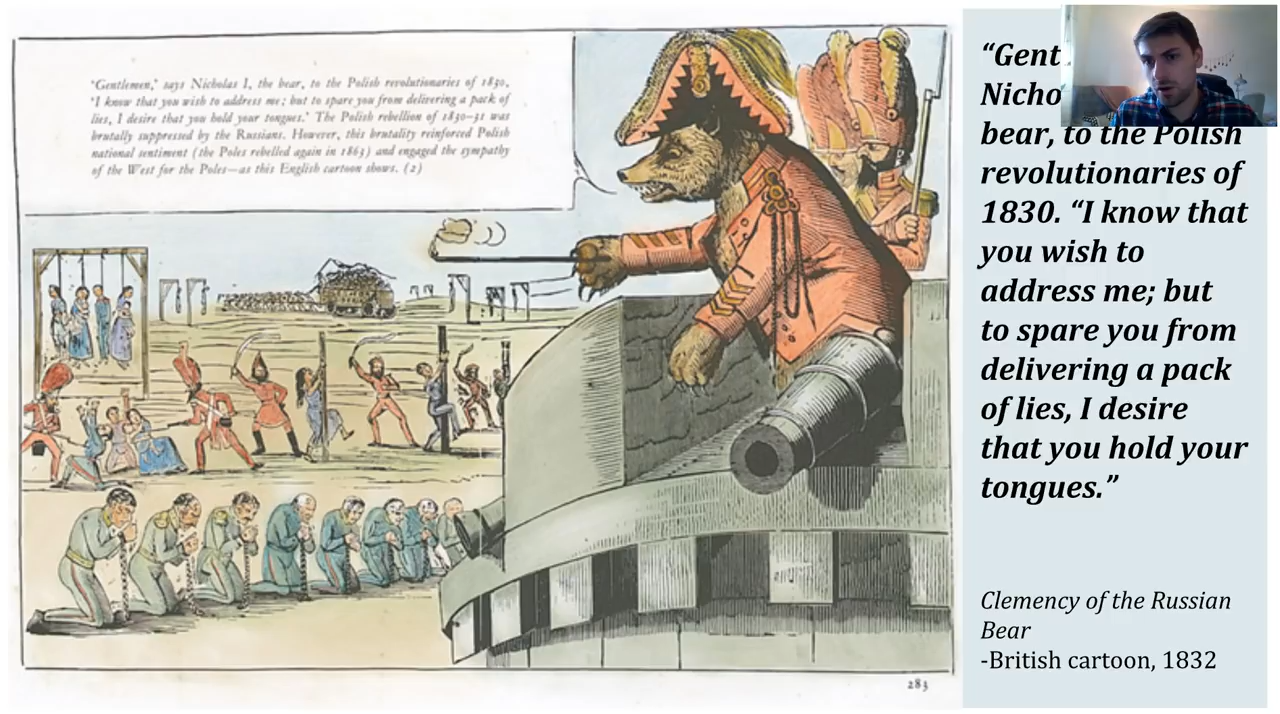 'Gentlemen,' says Nicholas I, the bear, to the Polish revolutionaries of 1830,
'I know that you wish to address me; but to spare you from delivering a pack of
lies, I desire that you hold your tongues.' The Polish rebellion of 1830–31 was
brutally suppressed by the Russians. However, this brutality reinforced Polish
national sentiment (the Poles rebelled again in 1863) and engaged the sympathy
of the West for the Poles—as this English cartoon shows. (2)
283
“Gent
Nicho
bear, to the Polish
revolutionaries of
1830. “I know that
you wish to
address me; but
to spare you from
delivering a pack
of lies, I desire
that you hold your
tongues.”
Clemency of the Russian
Bear
-British cartoon, 1832